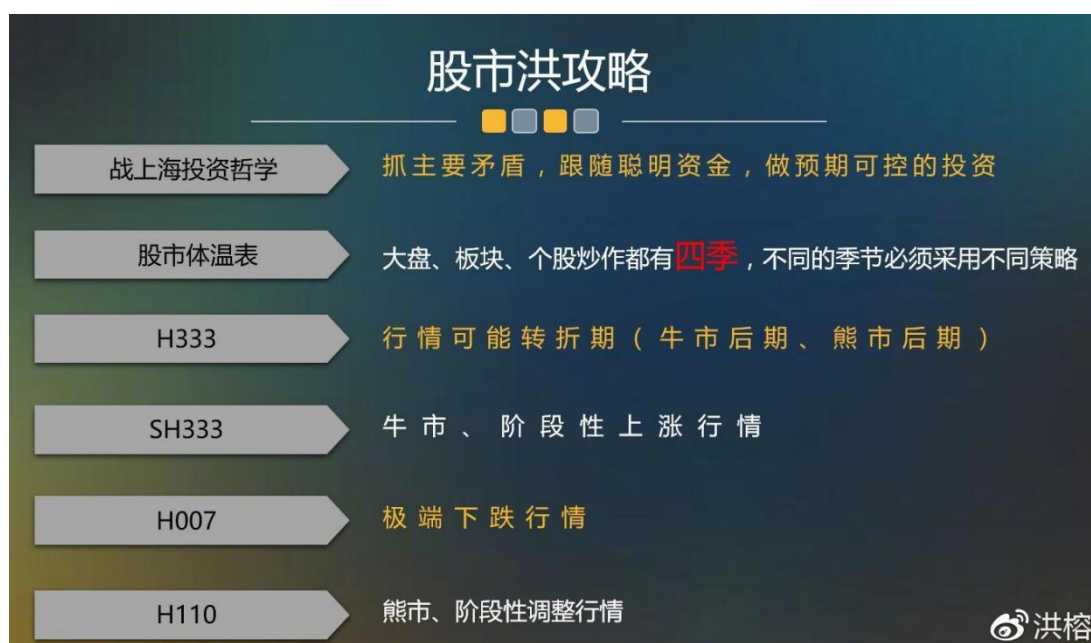 股市洪攻略
战上海投资哲学
抓主要矛盾，跟随聪明资金，做预期可控的投资
股市体温表
大盘、板块、个股炒作都有四季，不同的季节必须采用不同策略
H333
行情可能转折期（牛市后期、熊市后期）
SH333
牛市、阶段性上涨行情
H007
极端下跌行情
H110
熊市、阶段性调整行情
洪榕